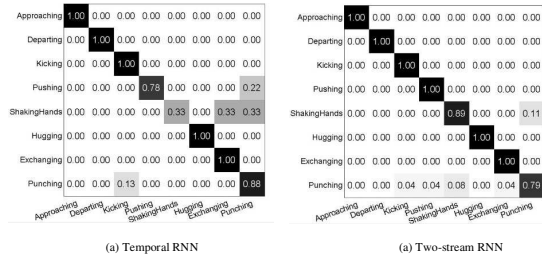 Approaching 1.00 0.00 0.00 0.00 0.00 0.00 0.00 0.00
Departing 0.00 1.00 0.00 0.00 0.00 0.00 0.00 0.00
Kicking 0.00 0.00 1.00 0.00 0.00 0.00 0.00 0.00
Pushing 0.00 0.00 0.00 0.78 0.00 0.00 0.00 0.22
ShakingHands 0.00 0.00 0.00 0.00 0.33 0.00 0.33 0.33
Hugging 0.00 0.00 0.00 0.00 0.00 1.00 0.00 0.00
Exchanging 0.00 0.00 0.00 0.00 0.00 0.00 1.00 0.00
Punching 0.00 0.00 0.13 0.00 0.00 0.00 0.00 0.88
Approaching Departing Kicking Pushing ShakingHands Hugging Exchanging Punching
(a) Temporal RNN
Approaching 1.00 0.00 0.00 0.00 0.00 0.00 0.00 0.00
Departing 0.00 1.00 0.00 0.00 0.00 0.00 0.00 0.00
Kicking 0.00 0.00 1.00 0.00 0.00 0.00 0.00 0.00
Pushing 0.00 0.00 0.00 1.00 0.00 0.00 0.00 0.00
ShakingHands 0.00 0.00 0.00 0.00 0.89 0.00 0.00 0.11
Hugging 0.00 0.00 0.00 0.00 0.00 1.00 0.00 0.00
Exchanging 0.00 0.00 0.00 0.00 0.00 0.00 1.00 0.00
Punching 0.00 0.00 0.04 0.04 0.08 0.00 0.04 0.79
Approaching Departing Kicking Pushing ShakingHands Hugging Exchanging Punching
(a) Two-stream RNN